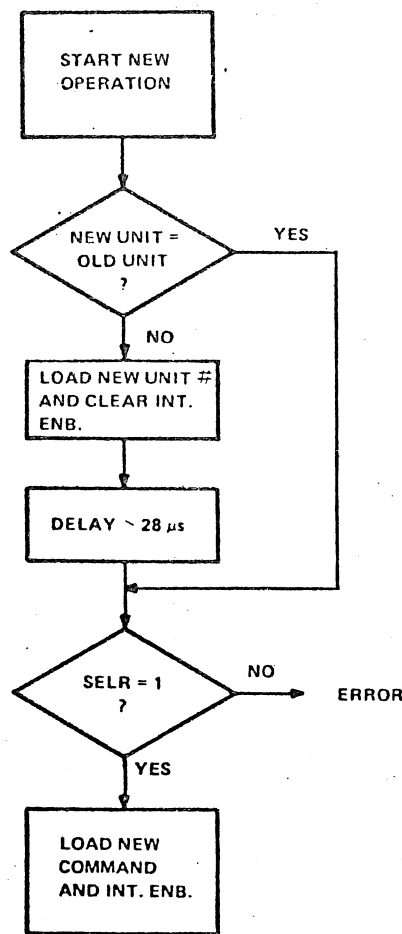 START NEW
OPERATION
NEW UNIT =
OLD UNIT
?
YES
NO
LOAD NEW UNIT #
AND CLEAR INT.
ENB.
DELAY ~ 28 µs
SELR = 1
?
NO
ERROR
YES
LOAD NEW
COMMAND
AND INT. ENB.